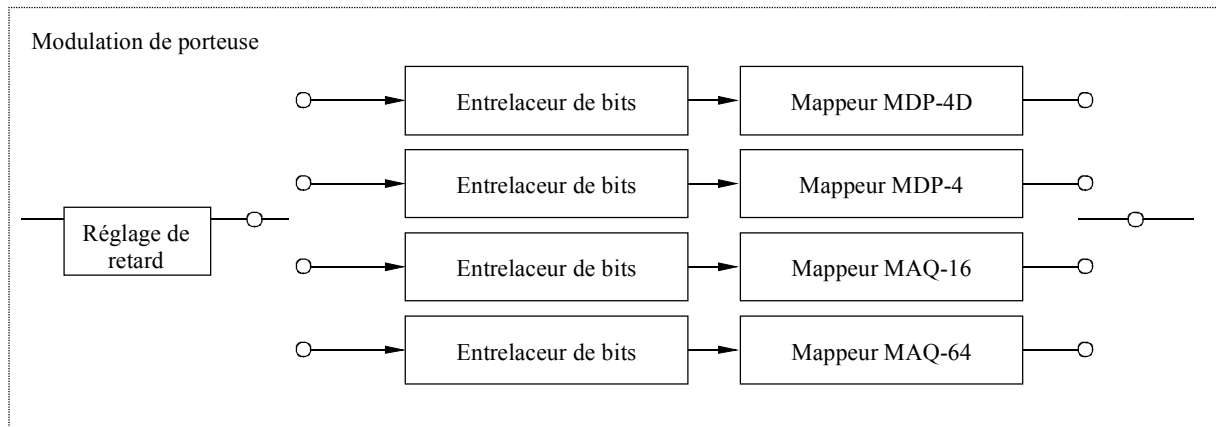 Modulation de porteuse
Entrelaceur de bits
Mappeur MDP-4D
Entrelaceur de bits
Mappeur MDP-4
Réglage de
retard
Entrelaceur de bits
Mappeur MAQ-16
Entrelaceur de bits
Mappeur MAQ-64